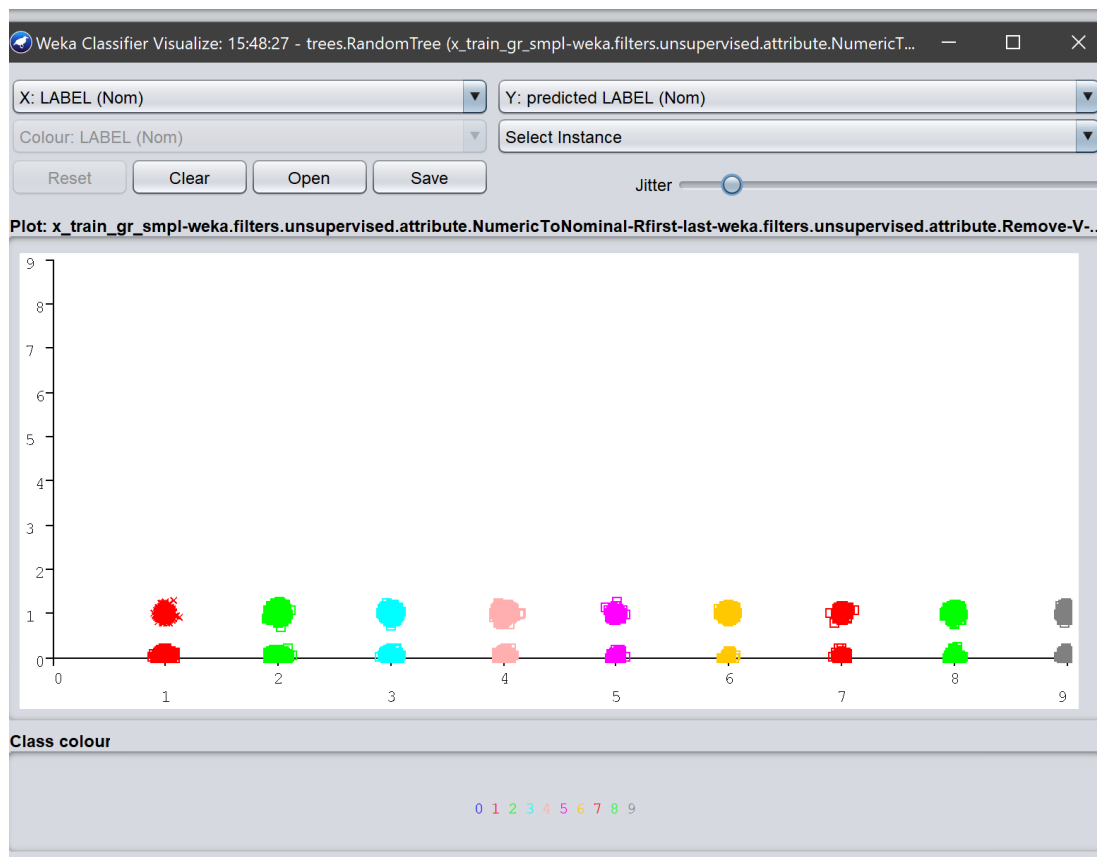 Weka Classifier Visualize: 15:48:27 - trees.RandomTree (x_train_gr_smpl-weka.filters.unsupervised.attribute.NumericT...
X: LABEL (Nom)
Y: predicted LABEL (Nom)
Colour: LABEL (Nom)
Select Instance
Reset
Clear
Open
Save
Jitter
Plot: x_train_gr_smpl-weka.filters.unsupervised.attribute.NumericToNominal-Rfirst-last-weka.filters.unsupervised.attribute.Remove-V-..
9
8
7
6
5
4
3
2
1
0
0 2 4 6 8
1 3 5 7 9
Class colour
0 1 2 3 4 5 6 7 8 9